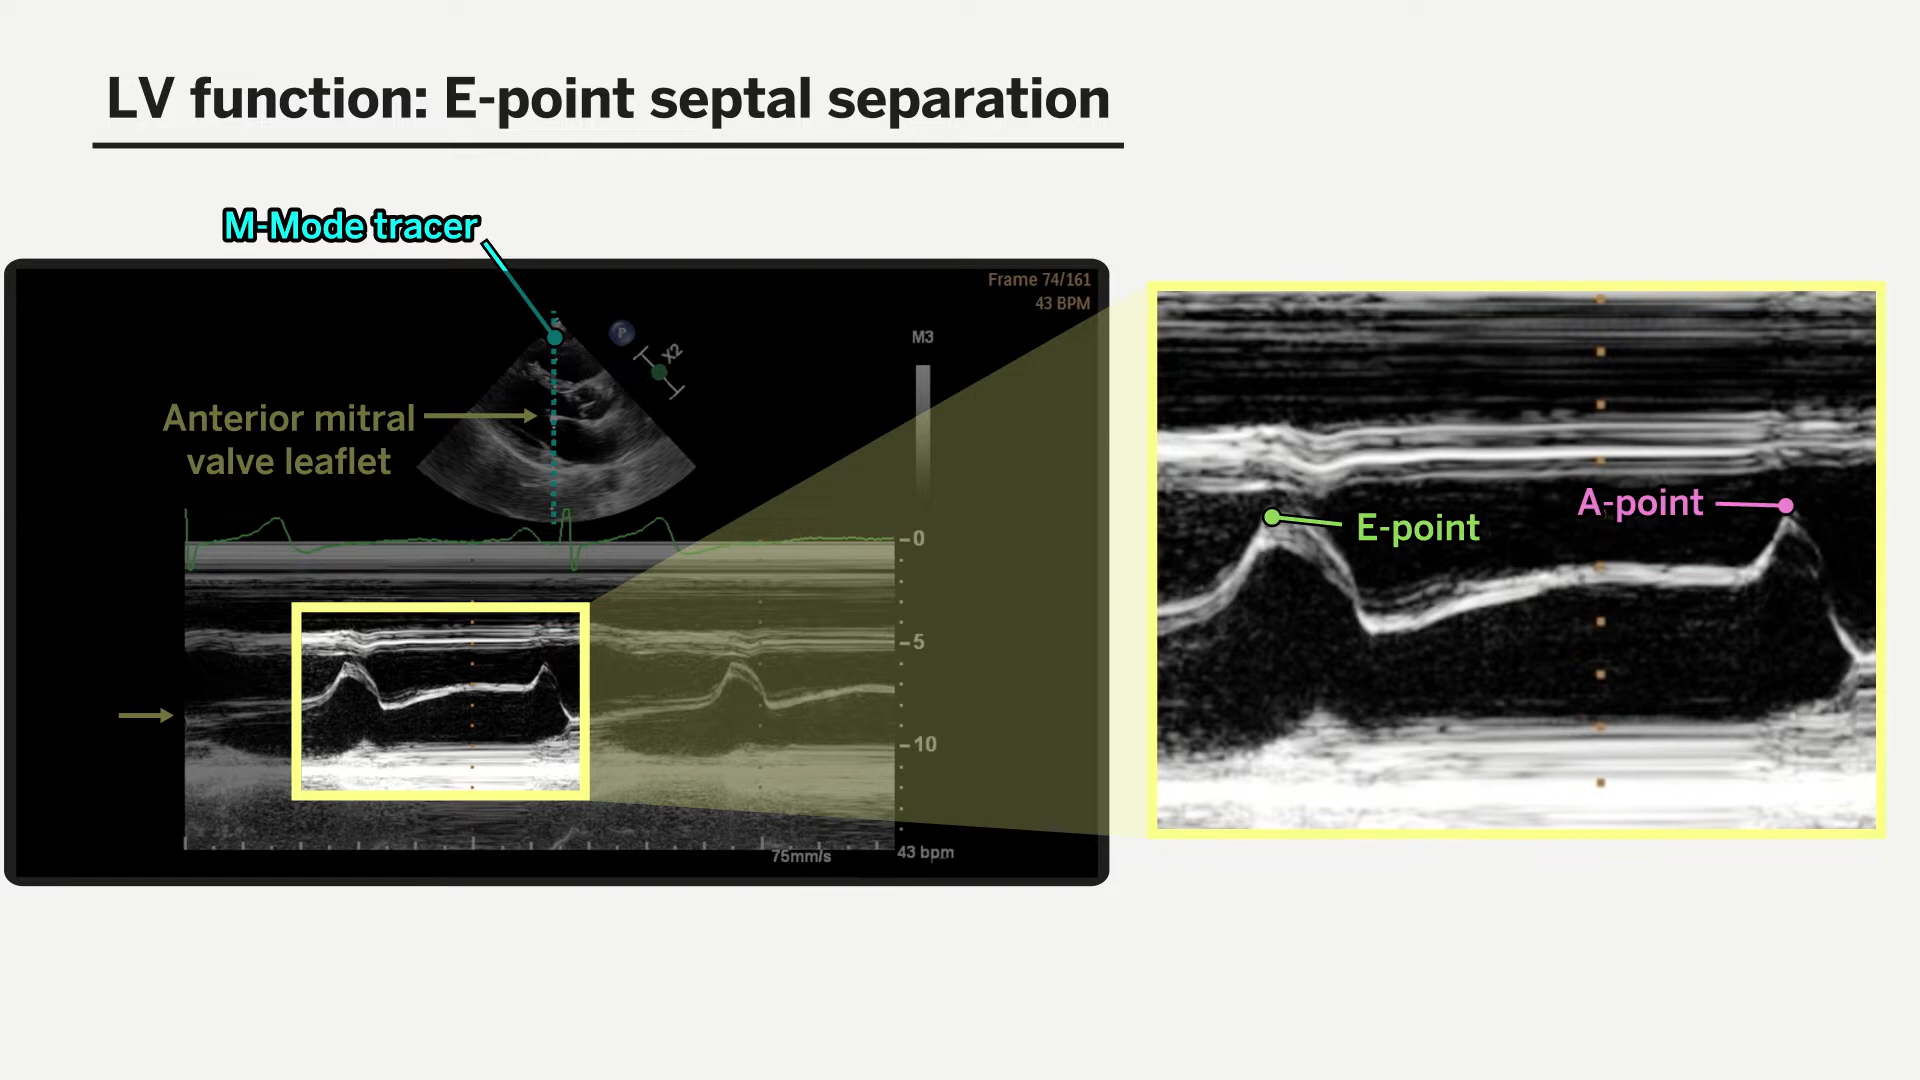 LV function: E-point septal separation
M-Mode tracer
Frame 74/161
43 BPM
P
X2
M3
Anterior mitral
valve leaflet
0
5
10
75mm/s
43 bpm
E-point
A-point